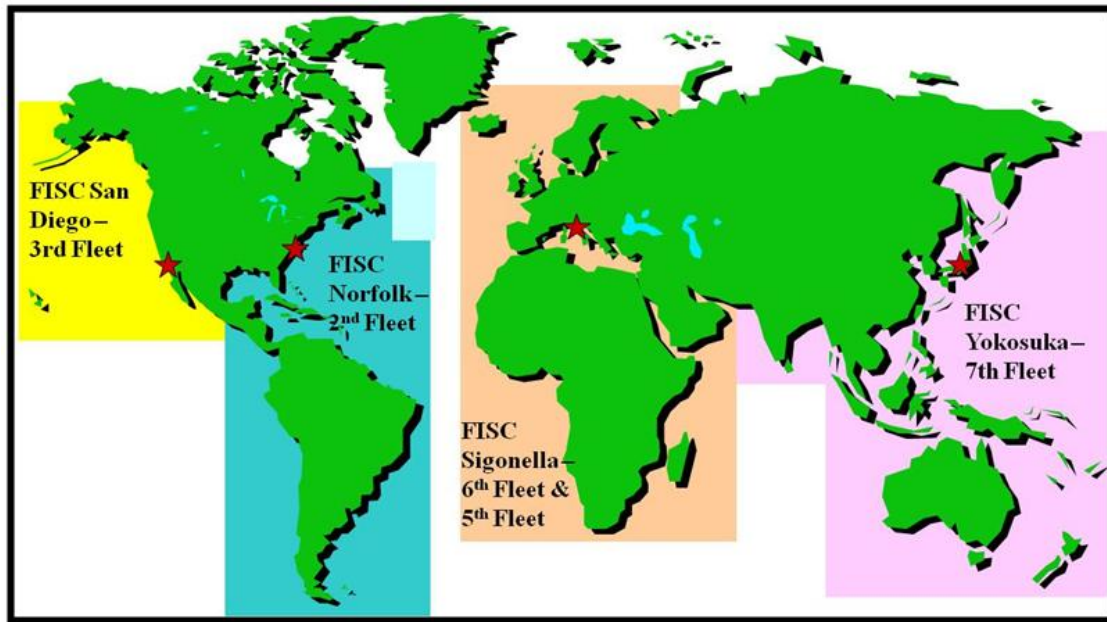 FISC San
Diego–
3rd Fleet
FISC
Norfolk–
2nd Fleet
FISC
Sigonella–
6th Fleet &
5th Fleet
FISC
Yokosuka–
7th Fleet